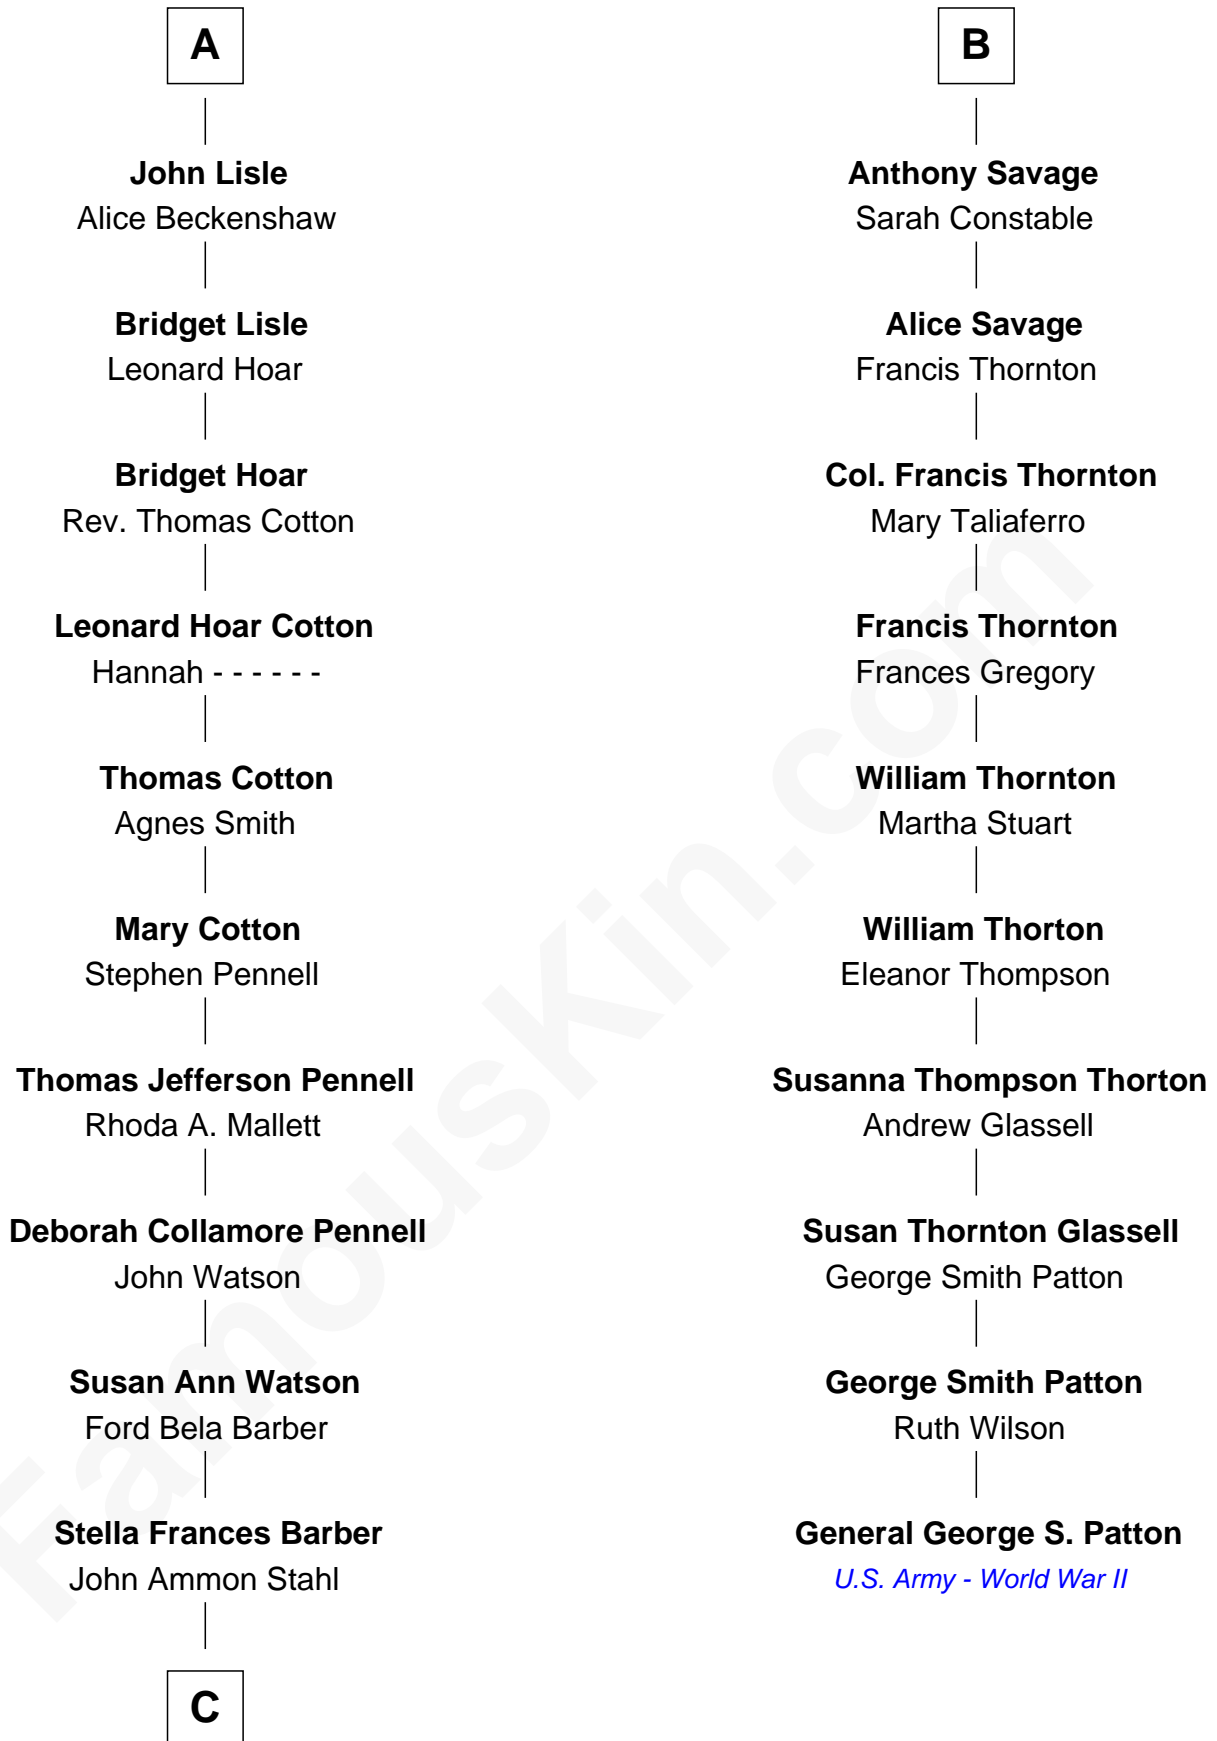 A
John Lisle
Alice Beckenshaw
Bridget Lisle
Leonard Hoar
Bridget Hoar
Rev. Thomas Cotton
Leonard Hoar Cotton
Hannah - - - - - -
Thomas Cotton
Agnes Smith
Mary Cotton
Stephen Pennell
Thomas Jefferson Pennell
Rhoda A. Mallett
Deborah Collamore Pennell
John Watson
Susan Ann Watson
Ford Bela Barber
Stella Frances Barber
John Ammon Stahl
C
B
Anthony Savage
Sarah Constable
Alice Savage
Francis Thornton
Col. Francis Thornton
Mary Taliaferro
Francis Thornton
Frances Gregory
William Thornton
Martha Stuart
William Thorton
Eleanor Thompson
Susanna Thompson Thorton
Andrew Glassell
Susan Thornton Glassell
George Smith Patton
George Smith Patton
Ruth Wilson
General George S. Patton
U.S. Army - World War II
FamousKin.com